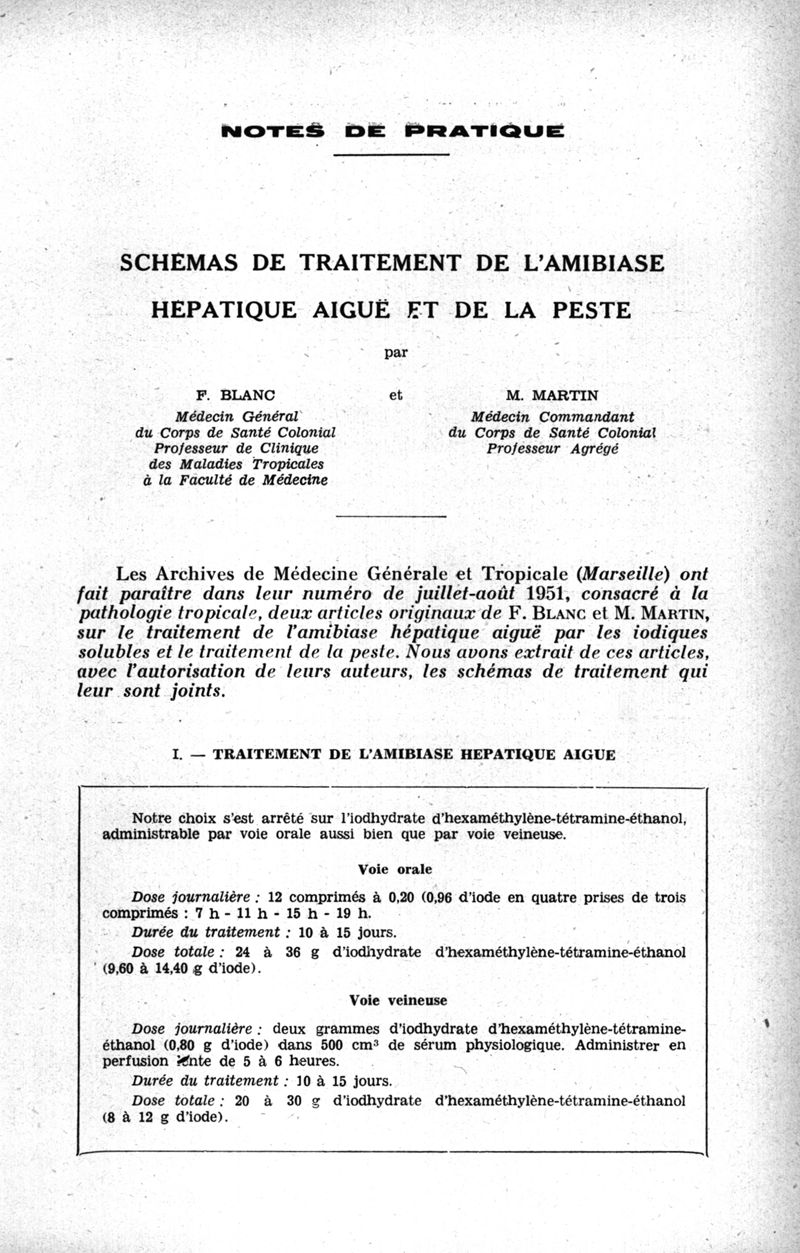 NOTES DE PRATIQUE
SCHÉMAS DE TRAITEMENT DE L'AMIBIASE
HÉPATIQUE AIGUË ET DE LA PESTE
par
F. BLANC et M. MARTIN
Médecin Général
du Corps de Santé Colonial
Professeur de Clinique
des Maladies Tropicales
à la Faculté de Médecine
Médecin Commandant
du Corps de Santé Colonial
Professeur Agrégé
Les Archives de Médecine Générale et Tropicale (Marseille) ont
fait paraître dans leur numéro de juillet-août 1951, consacré à la
pathologie tropicale, deux articles originaux de F. BLANC et M. MARTIN,
sur le traitement de l'amibiase hépatique aiguë par les iodiques
solubles et le traitement de la peste. Nous avons extrait de ces articles,
avec l'autorisation de leurs auteurs, les schémas de traitement qui
leur sont joints.
I. — TRAITEMENT DE L'AMIBIASE HEPATIQUE AIGUE
Notre choix s'est arrêté sur l'iodhydrate d'hexaméthylène-tétramine-éthanol,
administrable par voie orale aussi bien que par voie veineuse.
Voie orale
Dose journalière : 12 comprimés à 0,20 (0,96 d'iode en quatre prises de trois
comprimés : 7 h - 11 h - 15 h - 19 h.
Durée du traitement : 10 à 15 jours.
Dose totale : 24 à 36 g d'iodhydrate d'hexaméthylène-tétramine-éthanol
(9,60 à 14,40 g d'iode).
Voie veineuse
Dose journalière : deux grammes d'iodhydrate d'hexaméthylène-tétramine-
éthanol (0,80 g d'iode) dans 500 cm³ de sérum physiologique. Administrer en
perfusion de 5 à 6 heures.
Durée du traitement : 10 à 15 jours.
Dose totale : 20 à 30 g d'iodhydrate d'hexaméthylène-tétramine-éthanol
(8 à 12 g d'iode).